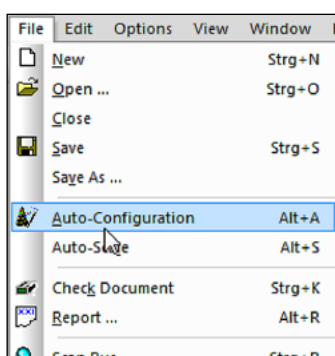 File Edit Options View Window
New Strg+N
Open ... Strg+O
Close
Save Strg+S
Save As ...
Auto-Configuration Alt+A
Auto-Save Alt+S
Check Document Strg+K
Report ... Alt+R